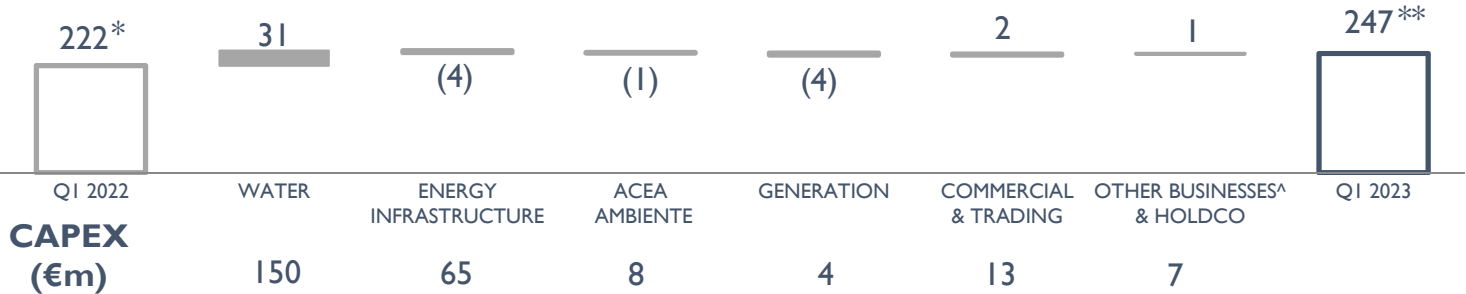 222* 31 (4) (1) (4) 2 1 247**
Q1 2022 WATER ENERGY INFRASTRUCTURE ACEA AMBIENTE GENERATION COMMERCIAL & TRADING OTHER BUSINESSES^ & HOLDCO Q1 2023
CAPEX
(€m) 150 65 8 4 13 7